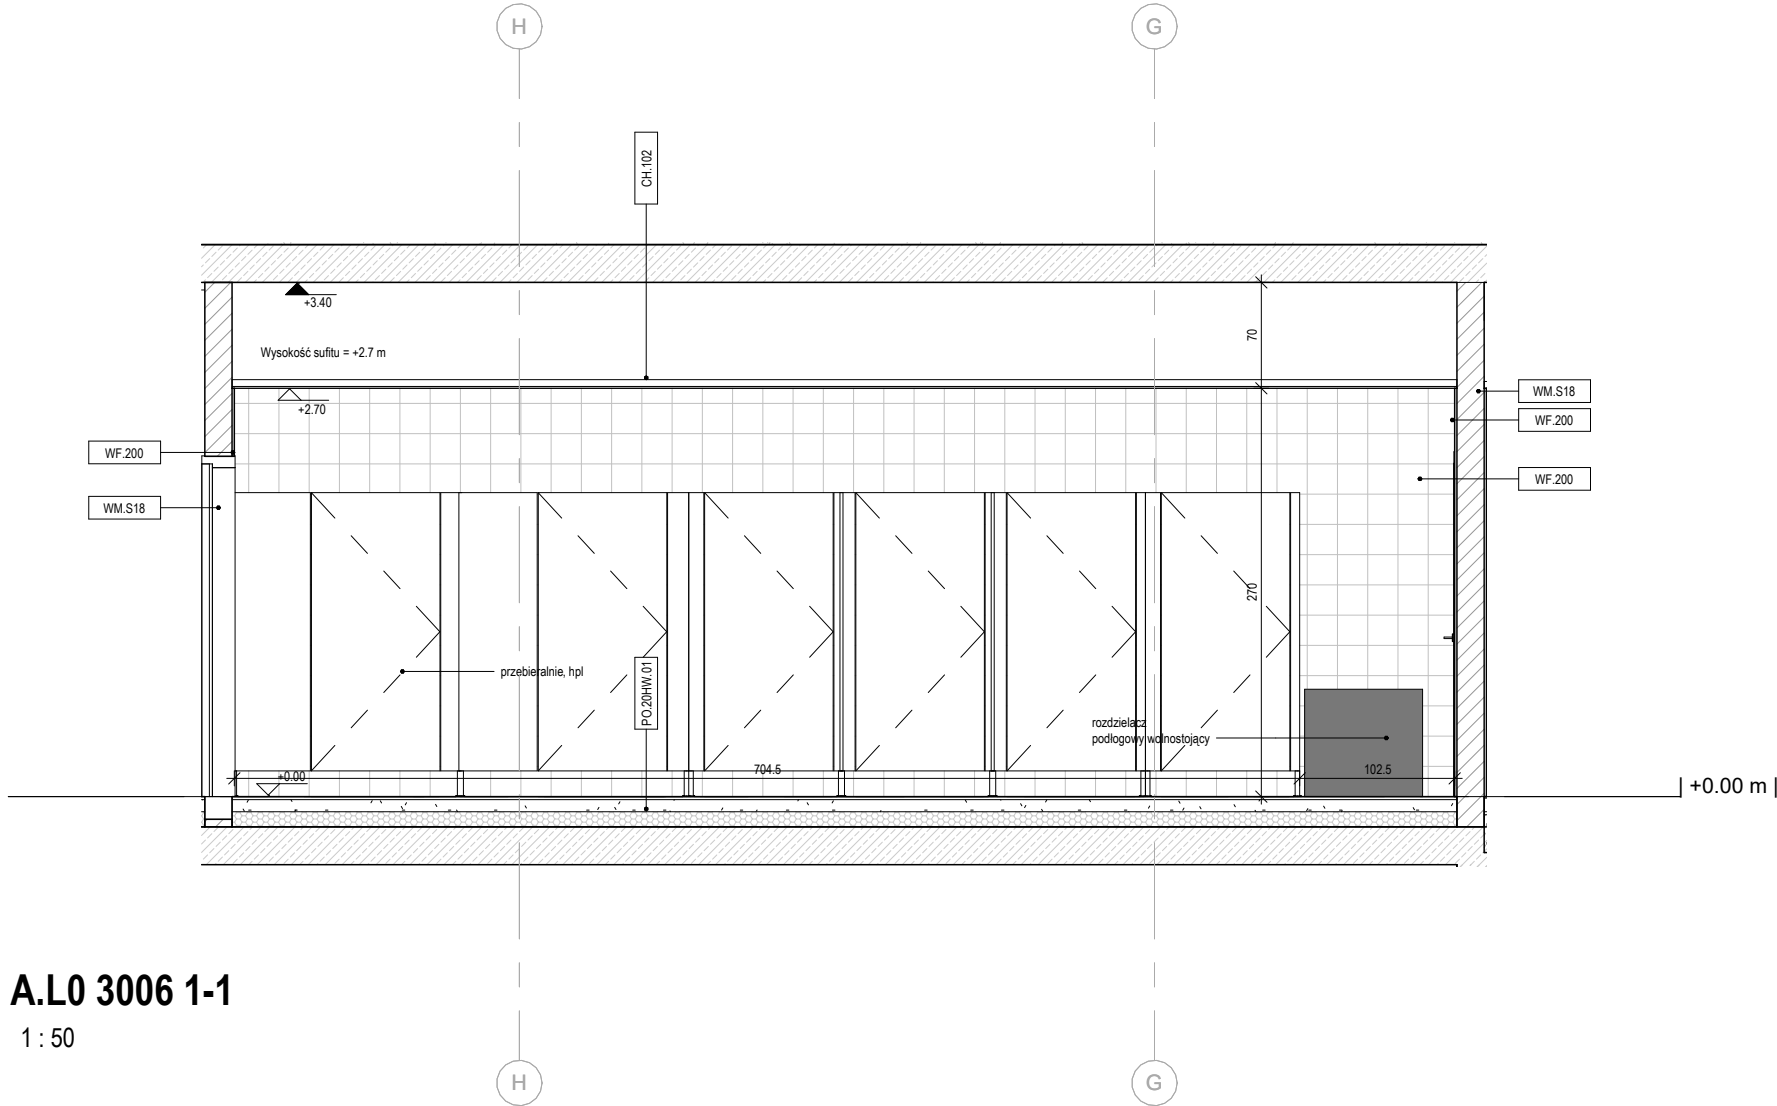 H
G
CH.102
+3.40
70
Wysokość sufitu = +2.7 m
WM.S18
+2.70
WF.200
WF.200
WF.200
WM.S18
270
przebieralnie, hpl
PO.20HW.01
rozdzielacz
podłogowy wolnostojący
+0.00
704.5
102.5
| +0.00 m |
A.L0 3006 1-1
1 : 50
H
G